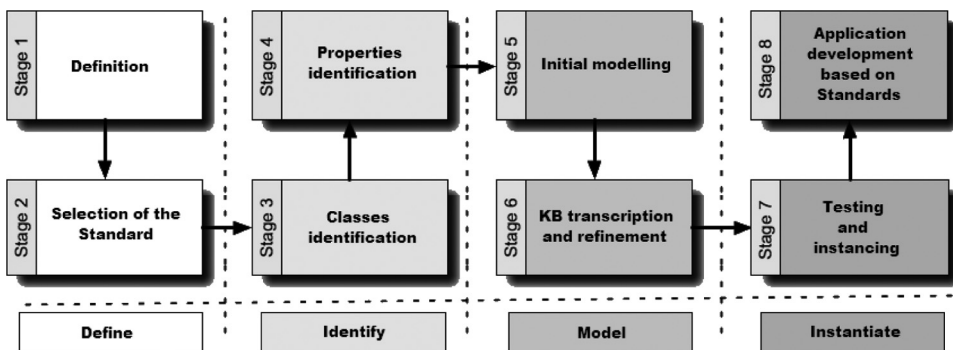 Stage 1
Definition
Stage 2
Selection of the
Standard
Stage 3
Classes
identification
Stage 4
Properties
identification
Stage 5
Initial modelling
Stage 6
KB transcription
and refinement
Stage 7
Testing
and
instancing
Stage 8
Application
development
based on
Standards
Define
Identify
Model
Instantiate